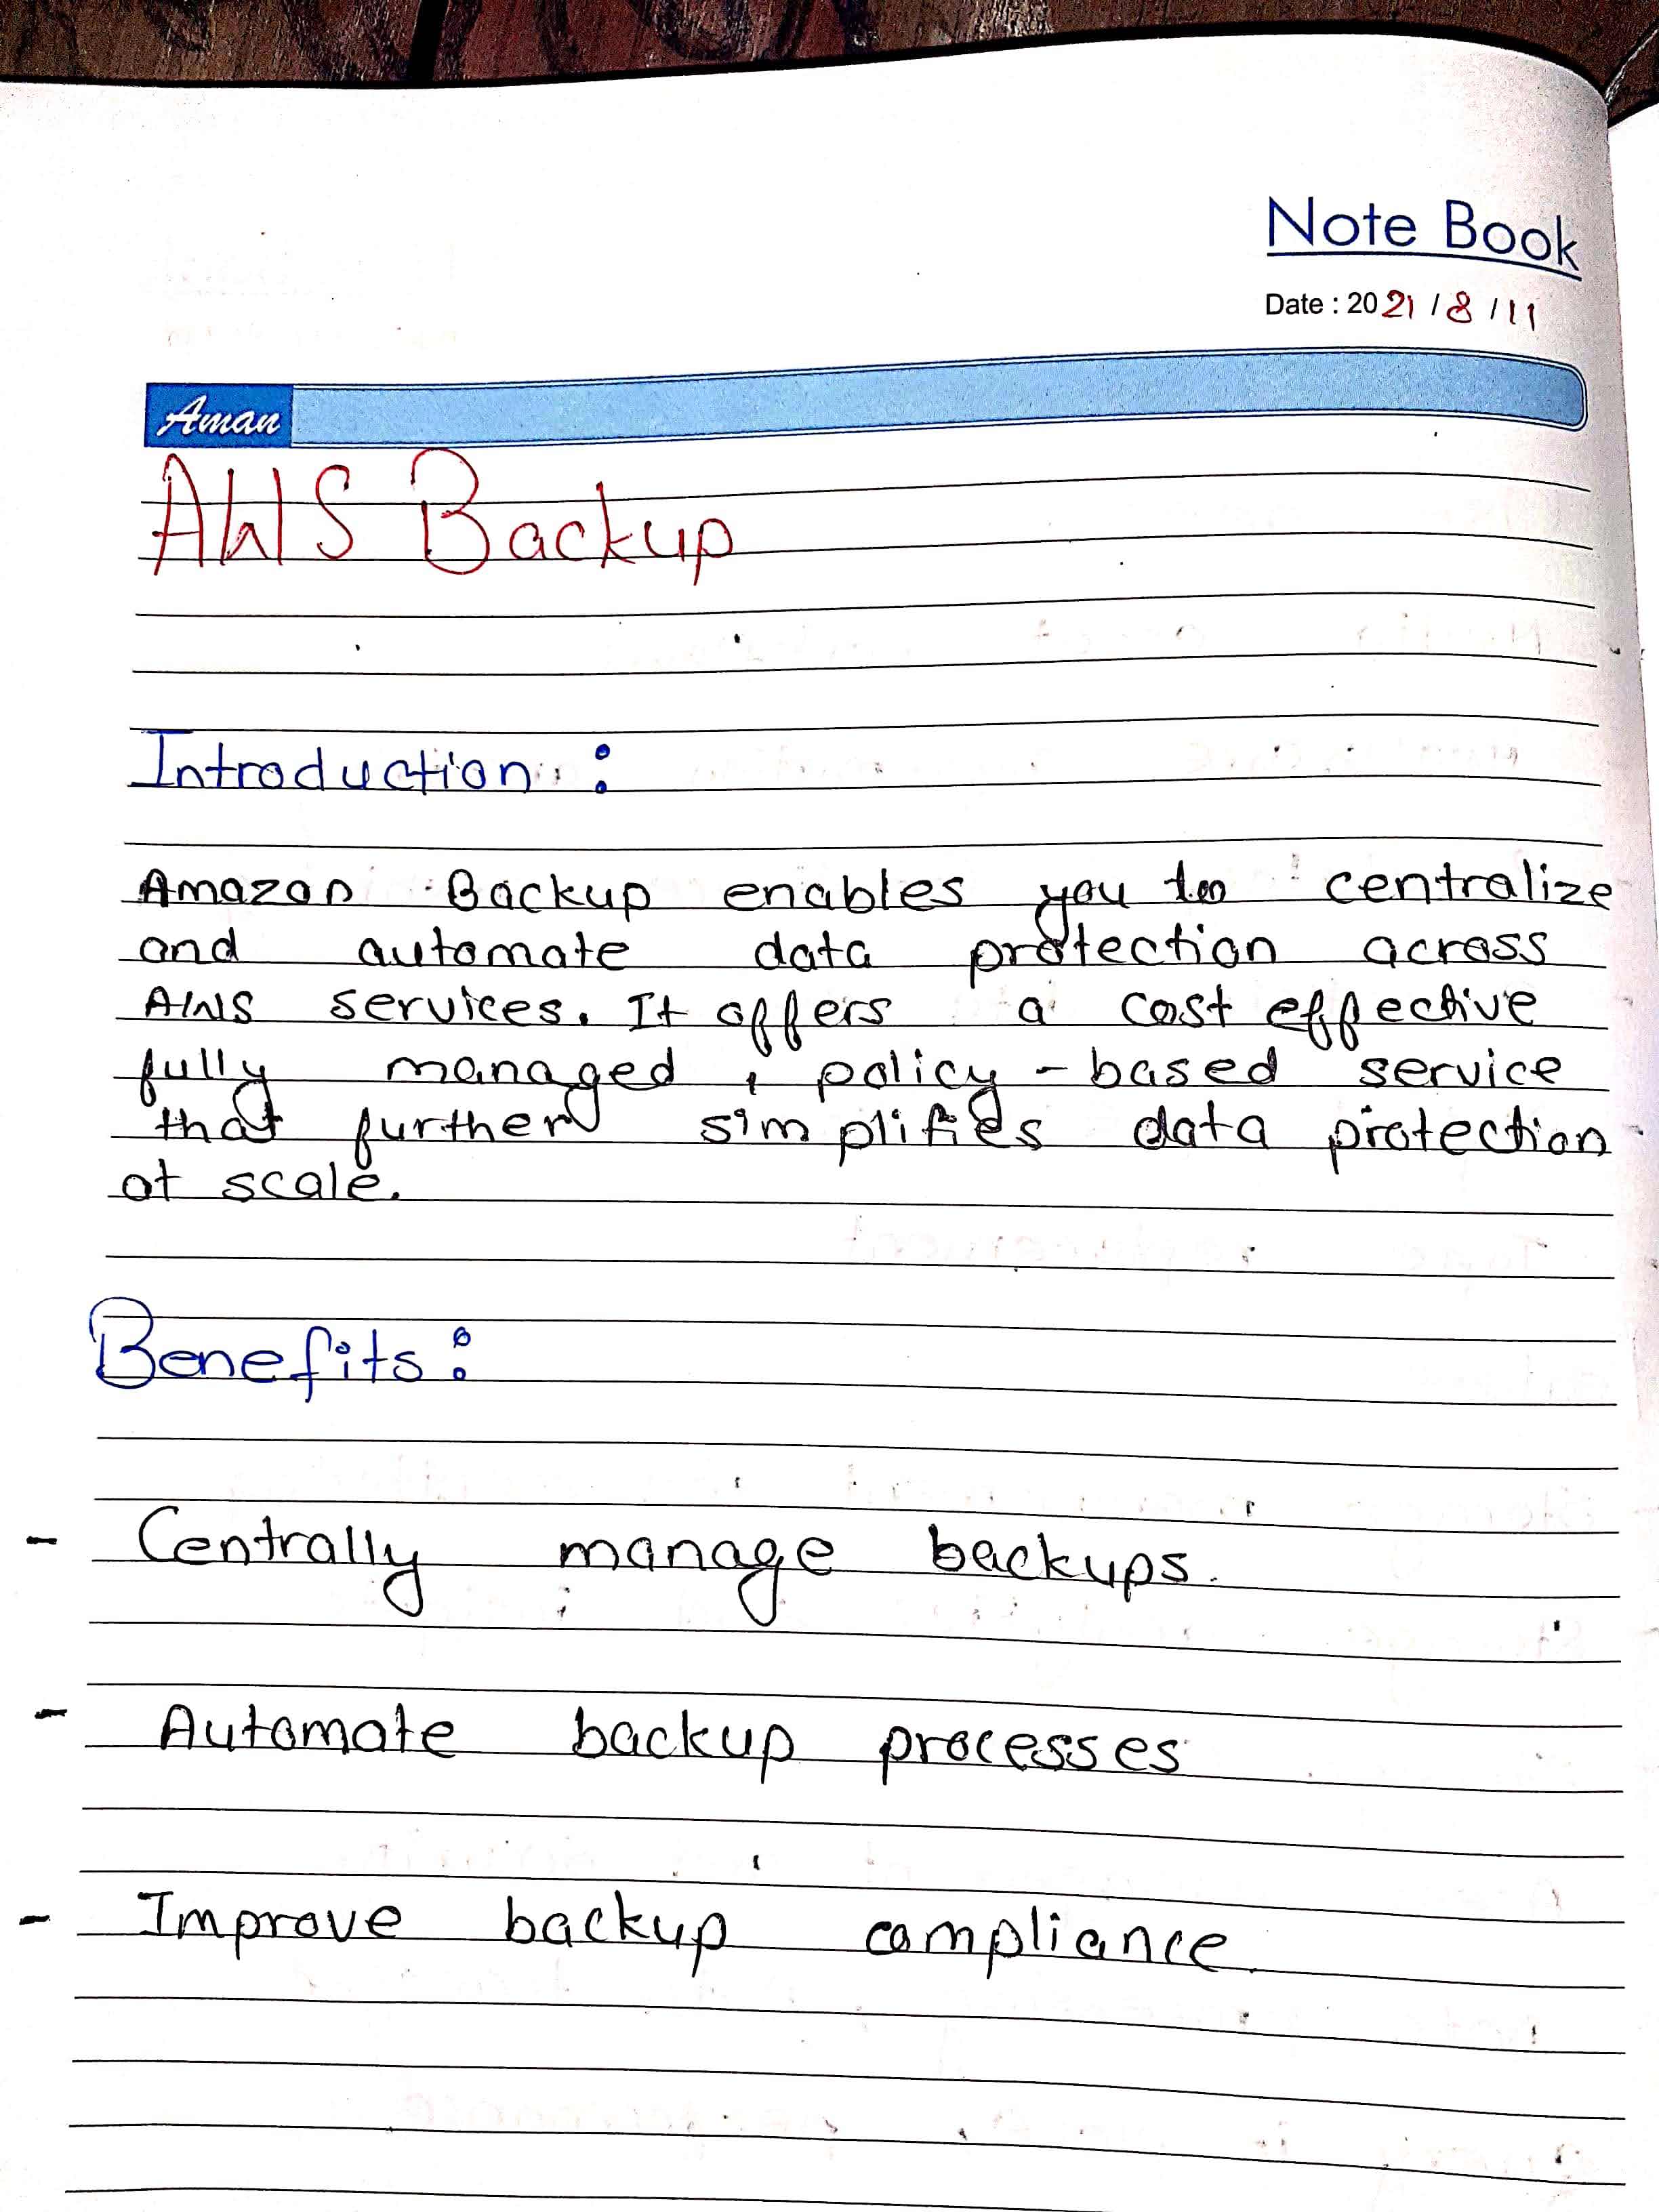 Note Book
Date : 2021 / 8 / 11
Aman
AWS Backup
Introduction :
Amazon Backup enables you to centralize
and automate data protection across
AWS services. It offers a cost effective
fully managed , policy - based service
that further simplifies data protection
at scale.
Benefits :
- Centrally manage backups.
- Automate backup processes
- Improve backup compliance.